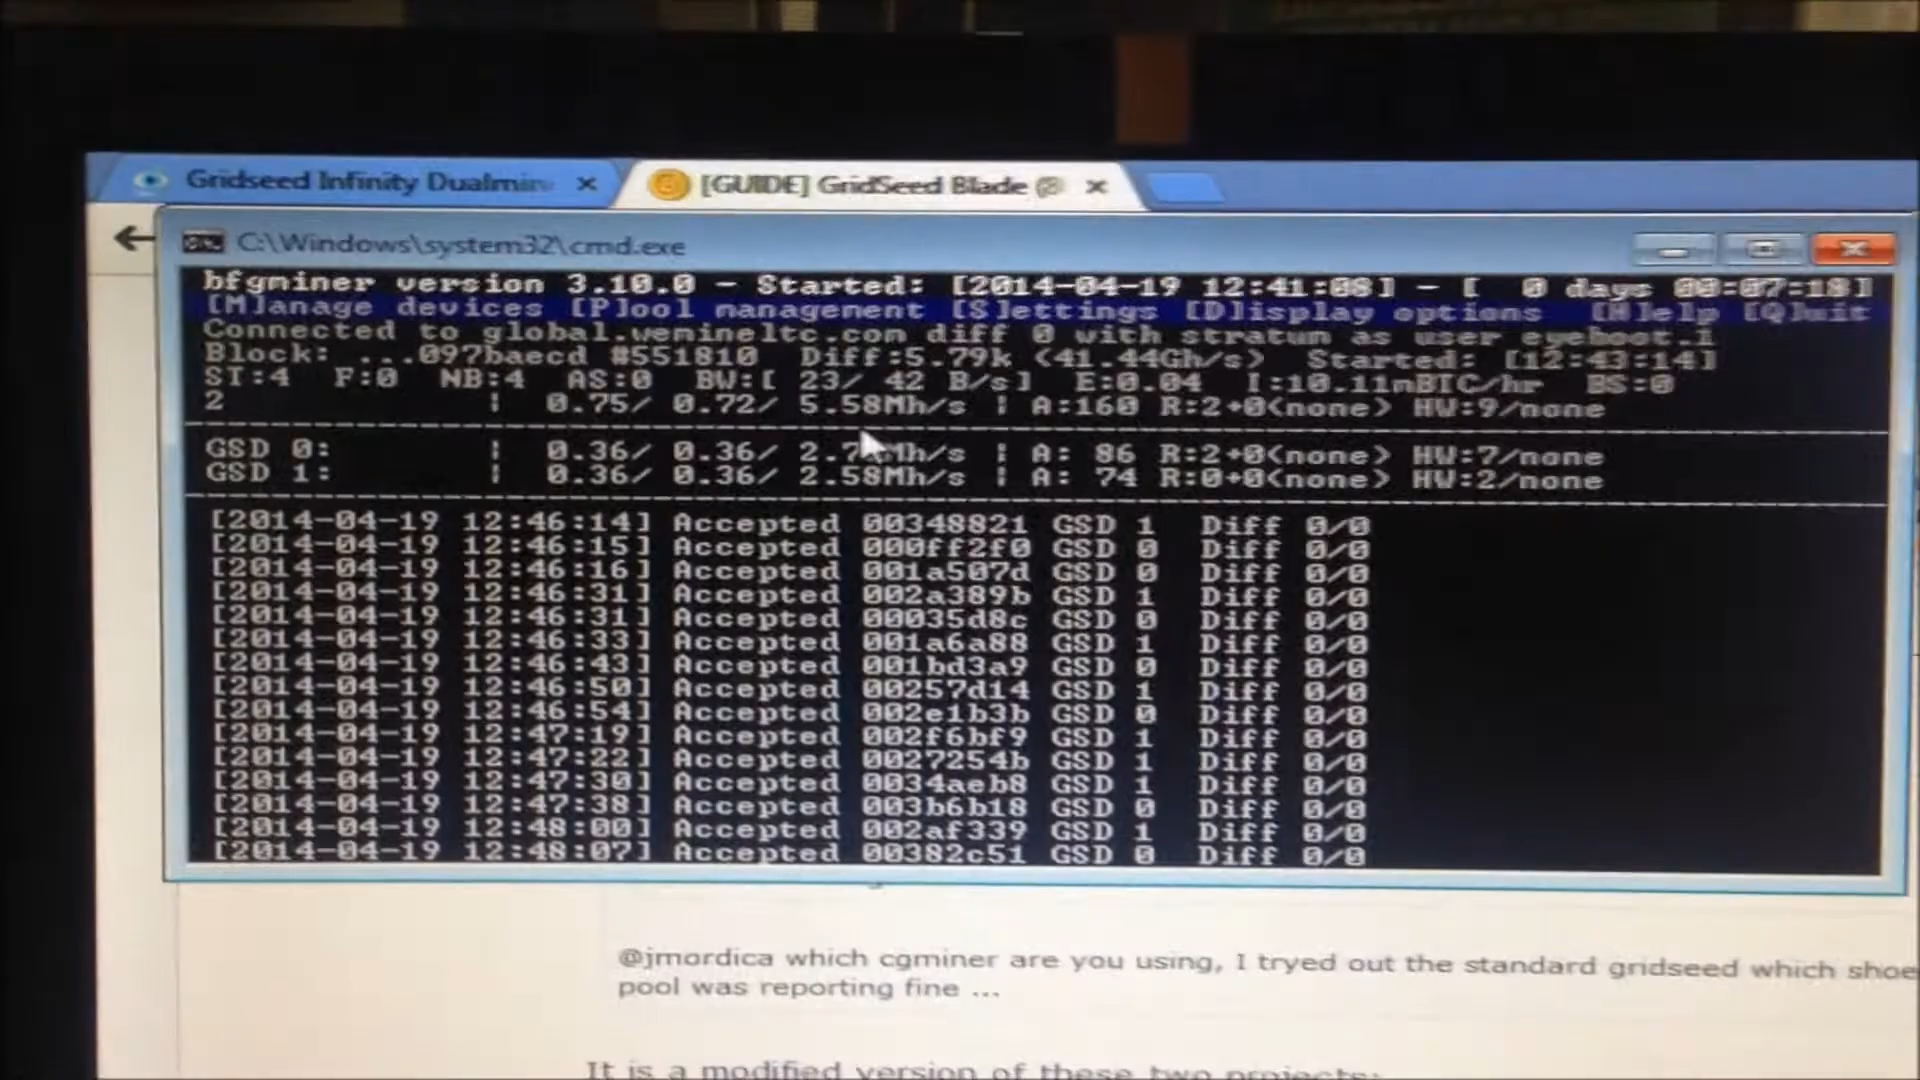 Gridseed Infinity Dualmin
[GUIDE] GridSeed Blade
C:\Windows\system32\cmd.exe
bfgminer version 3.10.0 - Started: [2014-04-19 12:41:08] - [ 0 days 00:07:18]
[M]anage devices [P]ool management [S]ettings [D]isplay options [H]elp [Q]uit
Connected to global.wemineltc.com diff 0 with stratum as user eyeboot.i
Block: ...097baecd #551810 Diff:5.79k (41.44Gh/s) Started: [12:43:14]
ST:4 F:0 NB:4 AS:0 BW:[ 23/ 42 B/s] E:0.04 I:10.11mBTC/hr BS:0
2 | 0.75/ 0.72/ 5.58Mh/s | A:160 R:2+0<none> HW:9/none
GSD 0: | 0.36/ 0.36/ Mh/s | A: 86 R:2+0<none> HW:7/none
GSD 1: | 0.36/ 0.36/ 2.58Mh/s | A: 74 R:0+0<none> HW:2/none
[2014-04-19 12:46:14] Accepted 00348821 GSD 1 Diff 0/0
[2014-04-19 12:46:15] Accepted 000ff2f0 GSD 0 Diff 0/0
[2014-04-19 12:46:16] Accepted 001a507d GSD 0 Diff 0/0
[2014-04-19 12:46:31] Accepted 002a389b GSD 1 Diff 0/0
[2014-04-19 12:46:31] Accepted 00035d8c GSD 0 Diff 0/0
[2014-04-19 12:46:33] Accepted 001a6a88 GSD 1 Diff 0/0
[2014-04-19 12:46:43] Accepted 001bd3a9 GSD 0 Diff 0/0
[2014-04-19 12:46:50] Accepted 00257d14 GSD 1 Diff 0/0
[2014-04-19 12:46:54] Accepted 002e1b3b GSD 0 Diff 0/0
[2014-04-19 12:47:19] Accepted 002f6bf9 GSD 1 Diff 0/0
[2014-04-19 12:47:22] Accepted 0027254b GSD 1 Diff 0/0
[2014-04-19 12:47:30] Accepted 0034aeb8 GSD 1 Diff 0/0
[2014-04-19 12:47:38] Accepted 003b6b18 GSD 0 Diff 0/0
[2014-04-19 12:48:00] Accepted 002af339 GSD 1 Diff 0/0
[2014-04-19 12:48:07] Accepted 00382c51 GSD 0 Diff 0/0
@jmordica which cgminer are you using, I tryed out the standard gridseed which shoe
pool was reporting fine ...
It is a modified version of these two projects: